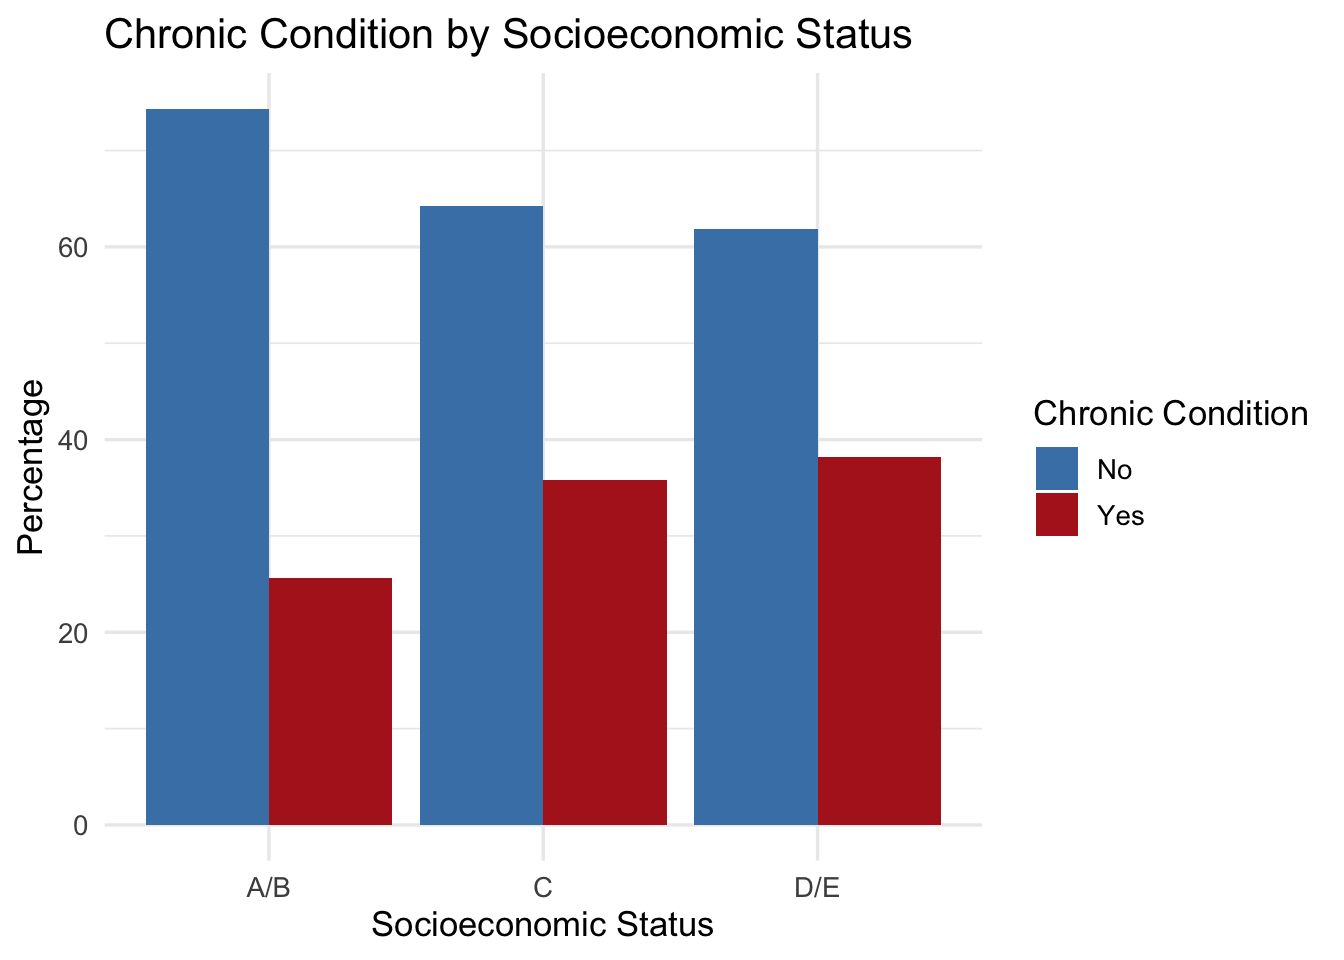 Chronic Condition by Socioeconomic Status
Percentage
60
40
20
0
A/B
C
D/E
Socioeconomic Status
Chronic Condition
No
Yes